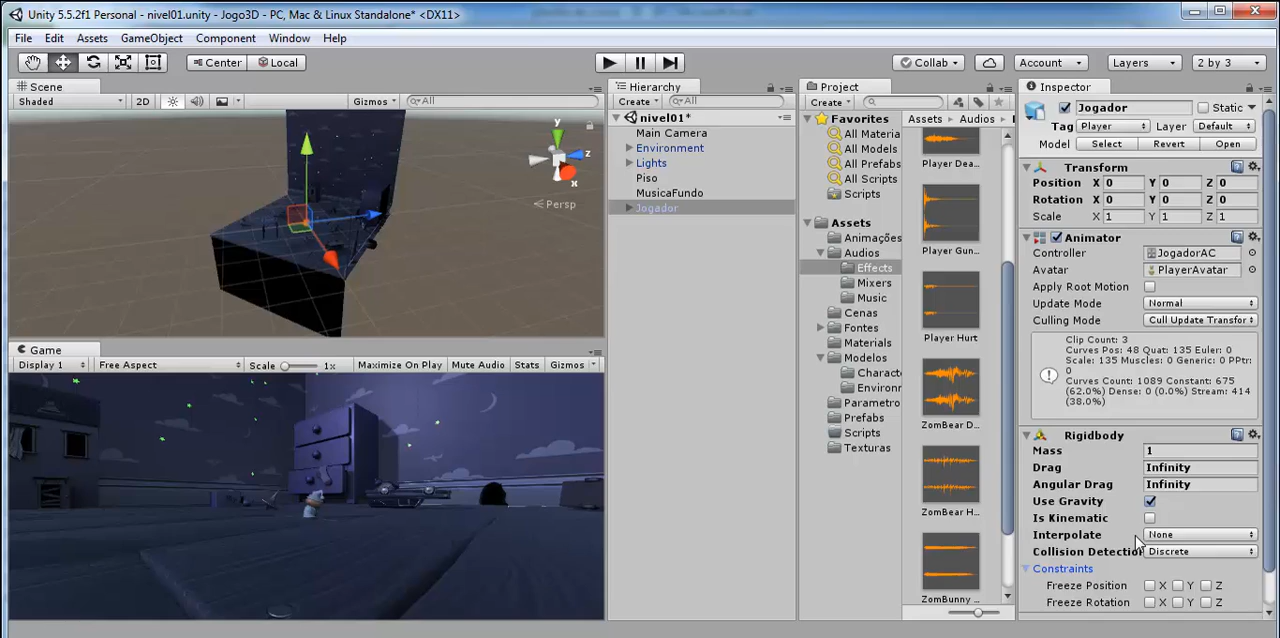 Unity 5.5.2f1 Personal - nivel01.unity - Jogo3D - PC, Mac & Linux Standalone* <DX11>
File Edit Assets GameObject Component Window Help
Center Local Collab Account Layers 2 by 3
Scene
Shaded 2D Gizmos All
y
z
x
Persp
Game
Display 1 Free Aspect Scale 1x Maximize On Play Mute Audio Stats Gizmos
Hierarchy
Create All
nivel01*
Main Camera
Environment
Lights
Piso
MusicaFundo
Jogador
Project
Create
Favorites
All Materia
All Models
All Prefabs
All Scripts
Scripts
Assets
Animações
Audios
Effects
Mixers
Music
Cenas
Fontes
Materials
Modelos
Charact
Environr
Parametro
Prefabs
Scripts
Texturas
Assets Audios
Player Dea...
Player Gun...
Player Hurt
ZomBear D...
ZomBear H...
ZomBunny ...
Inspector
Jogador Static
Tag Player Layer Default
Model Select Revert Open
Transform
Position X 0 Y 0 Z 0
Rotation X 0 Y 0 Z 0
Scale X 1 Y 1 Z 1
Animator
Controller JogadorAC
Avatar PlayerAvatar
Apply Root Motion
Update Mode Normal
Culling Mode Cull Update Transfor
Clip Count: 3
Curves Pos: 48 Quat: 135 Euler: 0
Scale: 135 Muscles: 0 Generic: 0 PPtr:
0
Curves Count: 1089 Constant: 675
(62.0%) Dense: 0 (0.0%) Stream: 414
(38.0%)
Rigidbody
Mass 1
Drag Infinity
Angular Drag Infinity
Use Gravity
Is Kinematic
Interpolate None
Collision Detection Discrete
Constraints
Freeze Position X Y Z
Freeze Rotation X Y Z